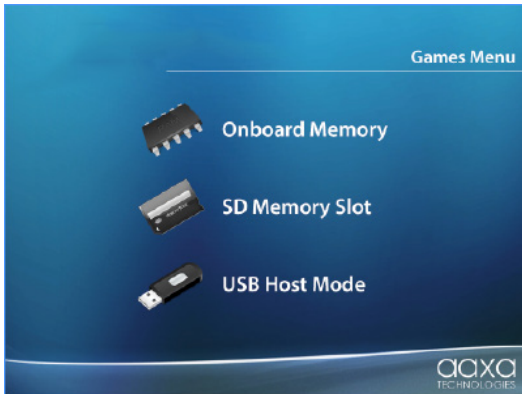 Games Menu
Onboard Memory
SD Memory Slot
USB Host Mode
aaxa
TECHNOLOGIES